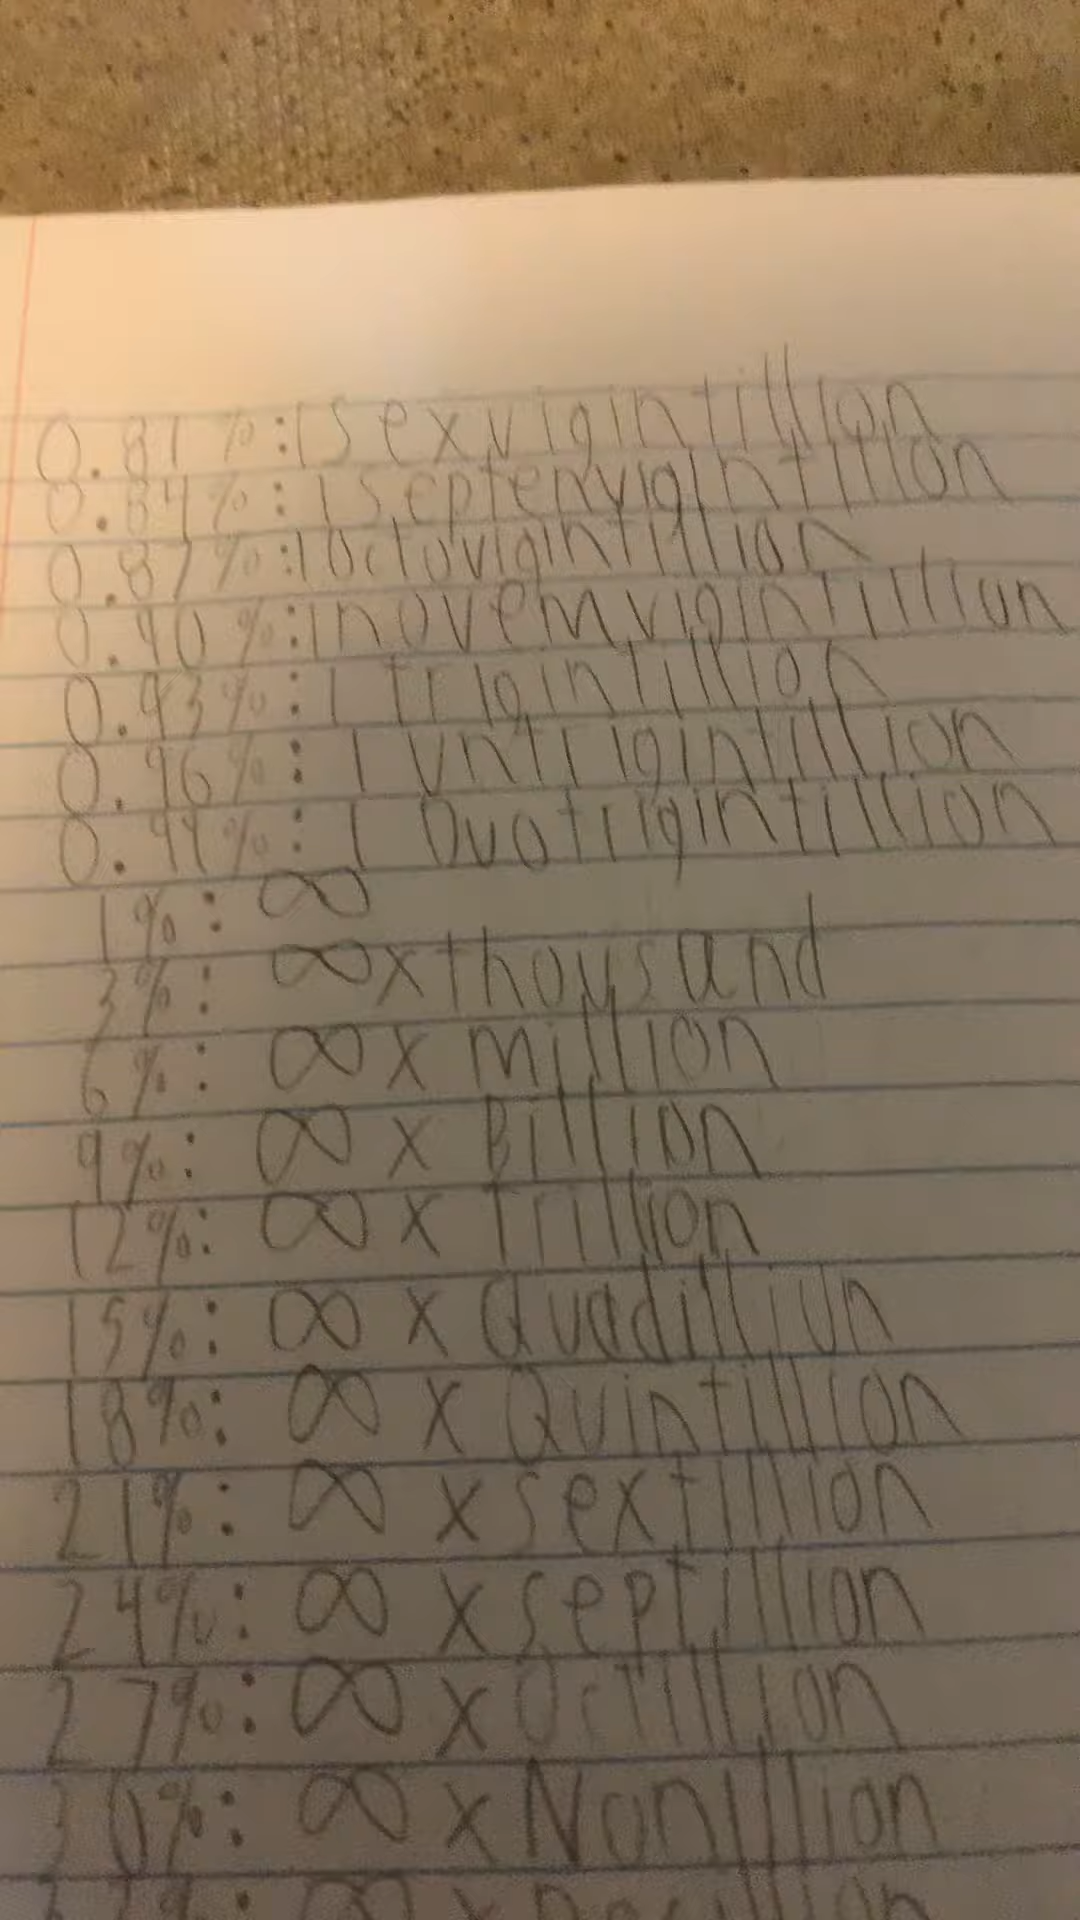 0.81%: 1 sexvigintillion
0.84%: 1 septenvigintillion
0.87%: 1 Octovigintillion
0.90%: 1 novemvigintillion
0.93%: 1 trigintillion
0.96%: 1 untrigintillion
0.99%: 1 Duotrigintillion
1%: ∞
3%: ∞ x thousand
6%: ∞ x million
9%: ∞ x Billion
12%: ∞ x Trillion
15%: ∞ x Quadillion
18%: ∞ x Quintillion
21%: ∞ x sextillion
24%: ∞ x septillion
27%: ∞ x Octillion
30%: ∞ x Nonillion
∞ x Decillion